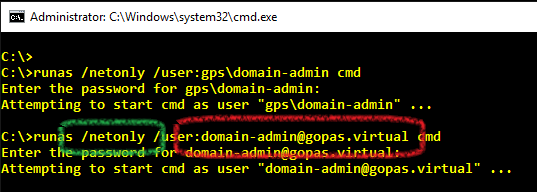 Administrator: C:\Windows\system32\cmd.exe
C:\>
C:\>runas /netonly /user:gps\domain-admin cmd
Enter the password for gps\domain-admin:
Attempting to start cmd as user "gps\domain-admin" ...
C:\>runas /netonly /user:domain-admin@gopas.virtual cmd
Enter the password for domain-admin@gopas.virtual:
Attempting to start cmd as user "domain-admin@gopas.virtual" ...